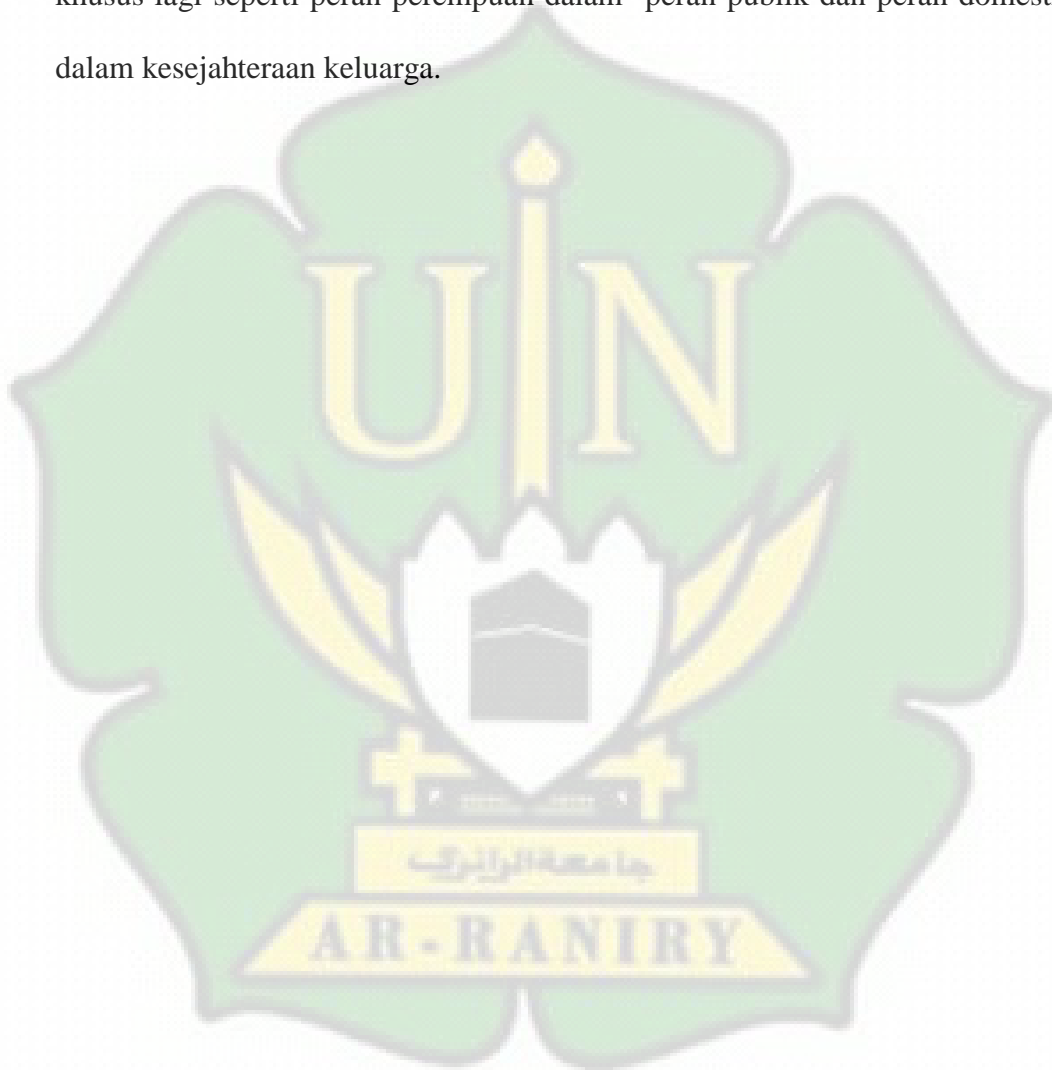 khusus lagi seperti peran perempuan dalam peran publik dan peran domest
dalam kesejahteraan keluarga.
UIN
جامعة الرانري
AR-RANIRY